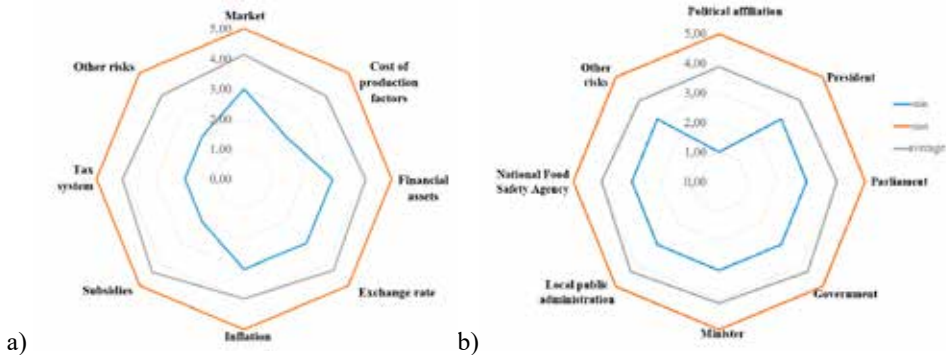 Market
5,00
4,00
3,00
2,00
1,00
0,00
Other risks
Cost of
production
factors
Tax
system
Financial
assets
Subsidies
Exchange rate
Inflation
a)
Political affiliation
5,00
4,00
3,00
2,00
1,00
0,00
Other
risks
President
min
max
average
National Food
Safety Agency
Parliament
Local public
administration
Government
Minister
b)